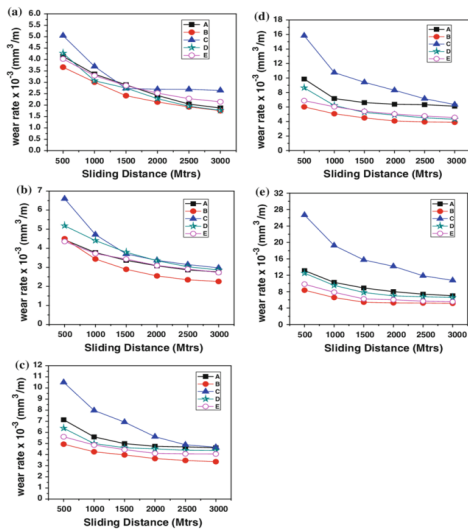 (a)
6.0
5.5
5.0
4.5
4.0
3.5
3.0
2.5
2.0
1.5
1.0
0.5
0.0
wear rate x 10⁻³ (mm³/m)
A
B
C
D
E
500 1000 1500 2000 2500 3000
Sliding Distance (Mtrs)
(b)
7
6
5
4
3
2
1
0
wear rate x 10⁻³ (mm³/m)
A
B
C
D
E
500 1000 1500 2000 2500 3000
Sliding Distance (Mtrs)
(c)
12
11
10
9
8
7
6
5
4
3
2
1
0
wear rate x 10⁻³ (mm³/m)
A
B
C
D
E
500 1000 1500 2000 2500 3000
Sliding Distance (Mtrs)
(d)
18
16
14
12
10
8
6
4
2
0
wear rate x 10⁻³ (mm³/m)
A
B
C
D
E
500 1000 1500 2000 2500 3000
Sliding Distance (Mtrs)
(e)
32
28
24
20
16
12
8
4
0
wear rate x 10⁻³ (mm³/m)
A
B
C
D
E
500 1000 1500 2000 2500 3000
Sliding Distance (Mtrs)